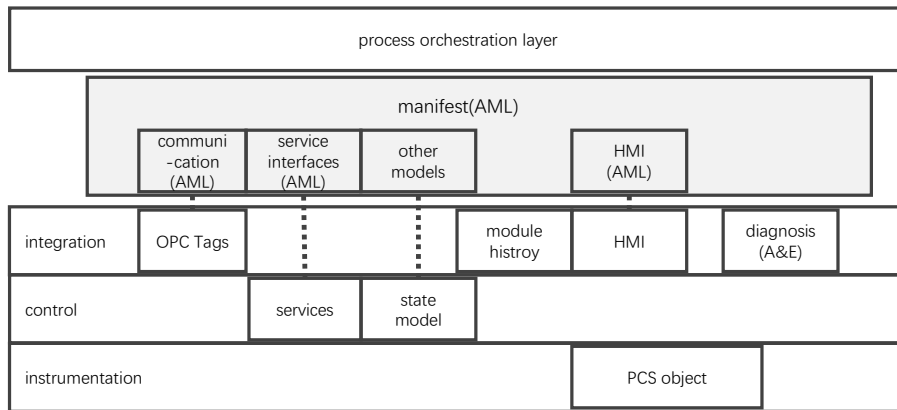 process orchestration layer
manifest(AML)
communi
-cation
(AML)
service
interfaces
(AML)
other
models
HMI
(AML)
integration
OPC Tags
module
histroy
HMI
diagnosis
(A&E)
control
services
state
model
instrumentation
PCS object